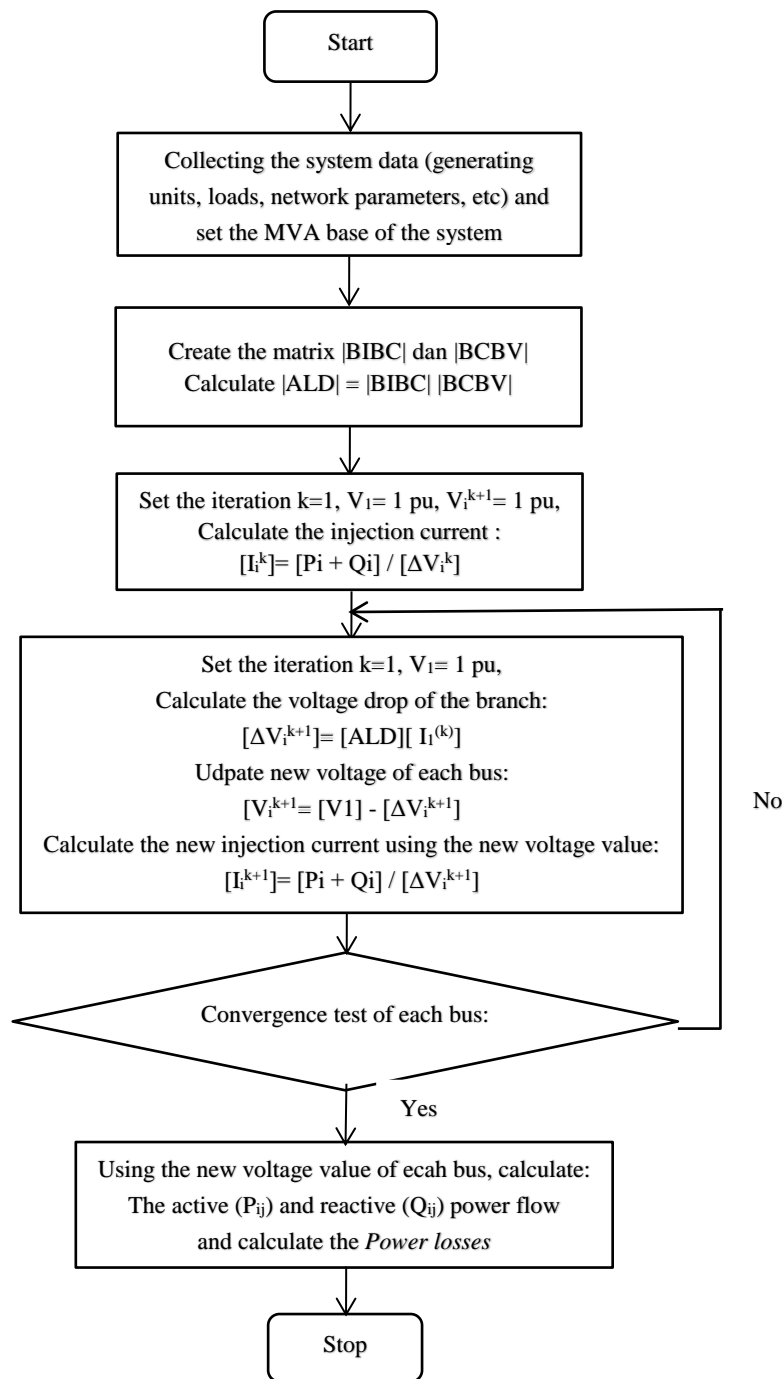 Start
Collecting the system data (generating
units, loads, network parameters, etc) and
set the MVA base of the system
Create the matrix |BIBC| dan |BCBV|
Calculate |ALD| = |BIBC| |BCBV|
Set the iteration k=1, V₁= 1 pu, Vᵢᵏ⁺¹= 1 pu,
Calculate the injection current :
[Iᵢᵏ]= [Pi + Qi] / [ΔVᵢᵏ]
Set the iteration k=1, V₁= 1 pu,
Calculate the voltage drop of the branch:
[ΔVᵢᵏ⁺¹]= [ALD][ I₁⁽ᵏ⁾]
Udpate new voltage of each bus:
[Vᵢᵏ⁺¹= [V1] - [ΔVᵢᵏ⁺¹]
Calculate the new injection current using the new voltage value:
[Iᵢᵏ⁺¹]= [Pi + Qi] / [ΔVᵢᵏ⁺¹]
No
Convergence test of each bus:
Yes
Using the new voltage value of ecah bus, calculate:
The active (Pᵢⱼ) and reactive (Qᵢⱼ) power flow
and calculate the Power losses
Stop